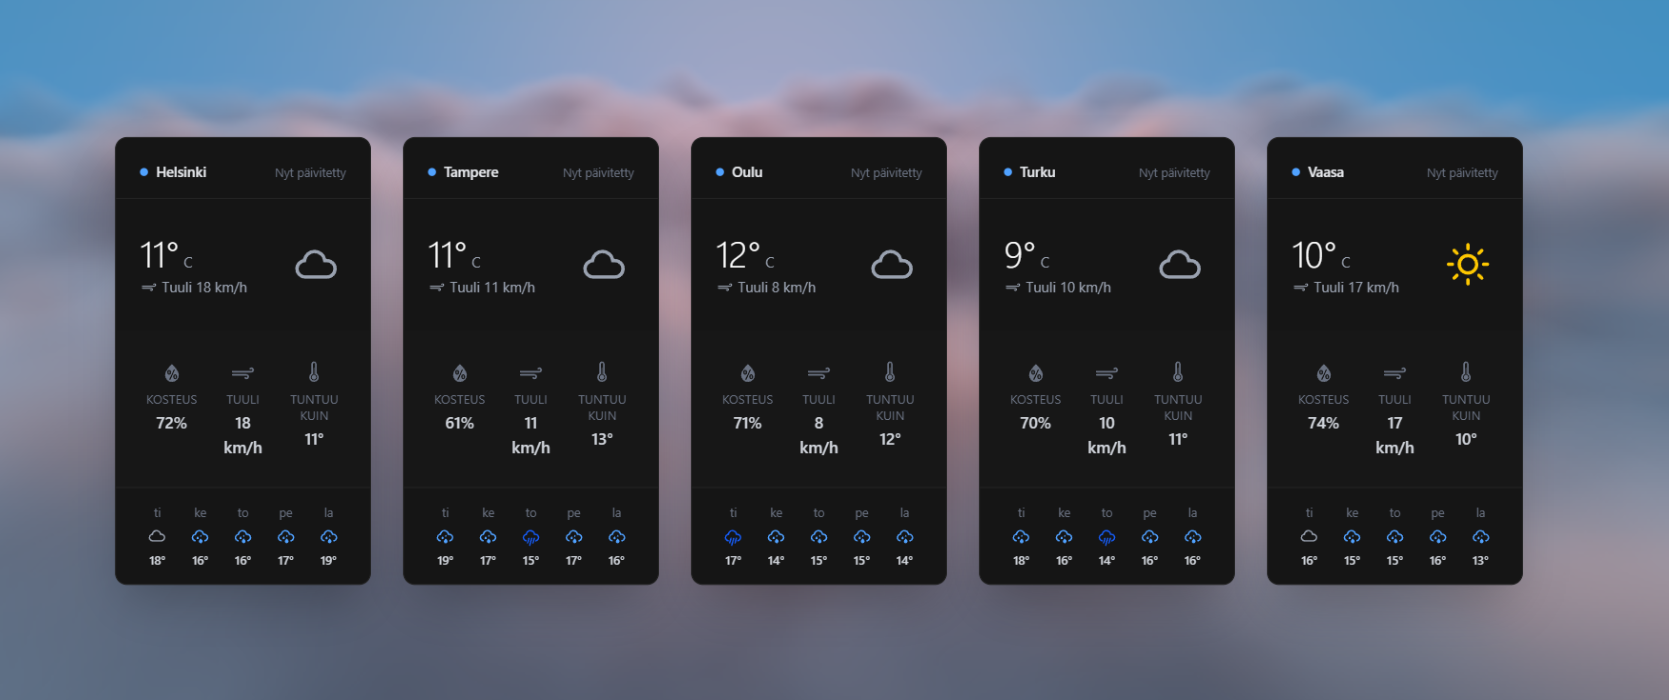 Helsinki Nyt päivitetty
11° C
Tuuli 18 km/h
KOSTEUS TUULI TUNTUU
KUIN
72% 18
km/h 11°
ti ke to pe la
18° 16° 16° 17° 19°
Tampere Nyt päivitetty
11° C
Tuuli 11 km/h
KOSTEUS TUULI TUNTUU
KUIN
61% 11
km/h 13°
ti ke to pe la
19° 17° 15° 17° 16°
Oulu Nyt päivitetty
12° C
Tuuli 8 km/h
KOSTEUS TUULI TUNTUU
KUIN
71% 8
km/h 12°
ti ke to pe la
17° 14° 15° 15° 14°
Turku Nyt päivitetty
9° C
Tuuli 10 km/h
KOSTEUS TUULI TUNTUU
KUIN
70% 10
km/h 11°
ti ke to pe la
18° 16° 14° 16° 16°
Vaasa Nyt päivitetty
10° C
Tuuli 17 km/h
KOSTEUS TUULI TUNTUU
KUIN
74% 17
km/h 10°
ti ke to pe la
16° 15° 15° 16° 13°